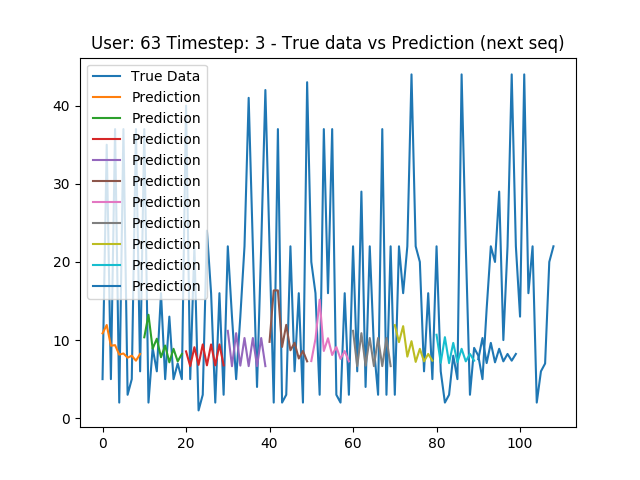 User: 63 Timestep: 3 - True data vs Prediction (next seq)
True Data
Prediction
Prediction
Prediction
Prediction
Prediction
Prediction
Prediction
Prediction
Prediction
Prediction
40
30
20
10
0
0 20 40 60 80 100